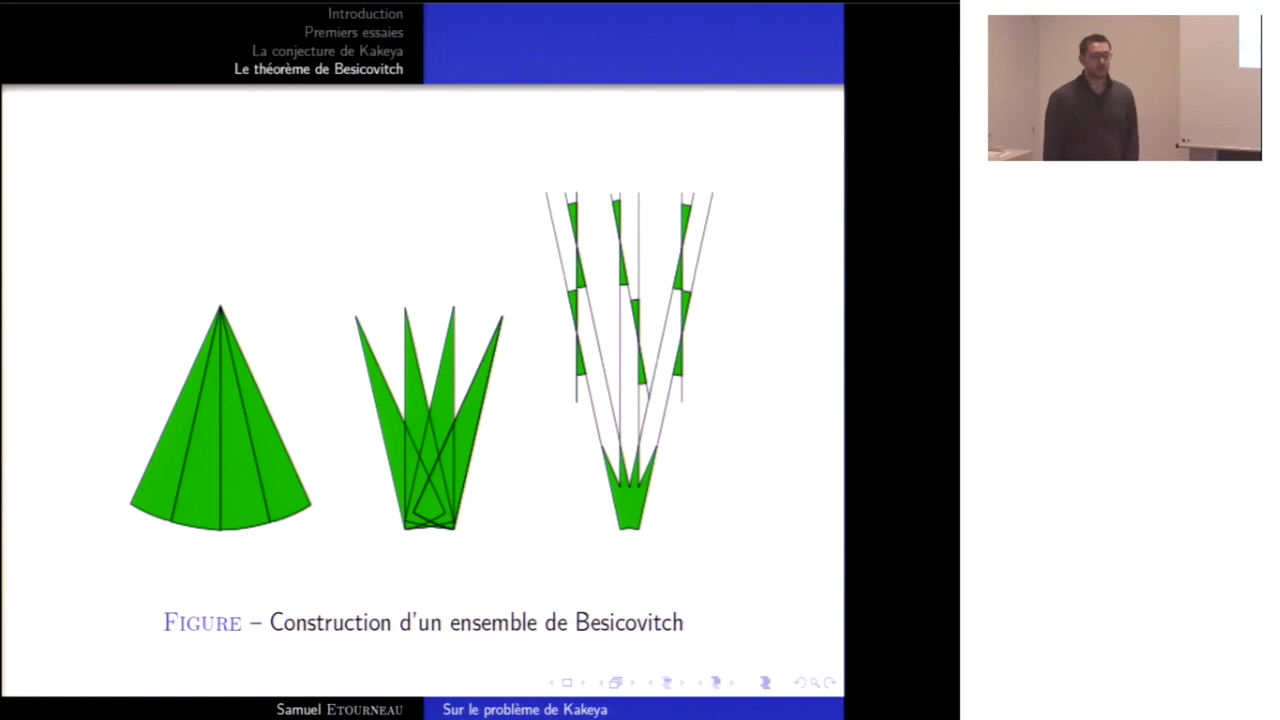 Introduction
Premiers essaies
La conjecture de Kakeya
Le théorème de Besicovitch
FIGURE – Construction d'un ensemble de Besicovitch
Samuel ETOURNEAU
Sur le problème de Kakeya